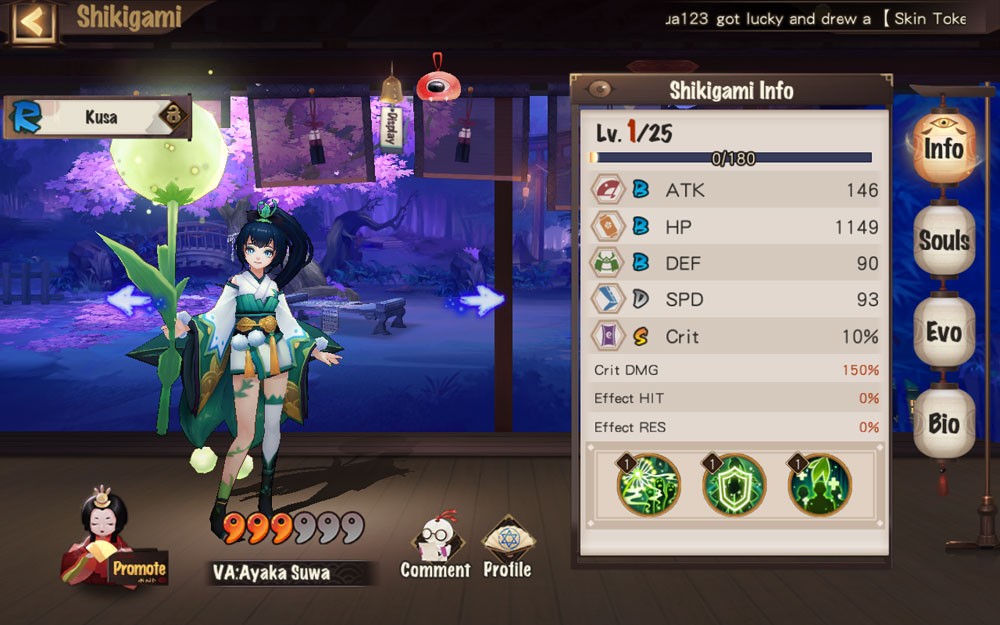 Shikigami
ua123 got lucky and drew a 【Skin Toke
R Kusa
Display
Shikigami Info
Lv. 1/25
0/180
B ATK 146
B HP 1149
B DEF 90
D SPD 93
S Crit 10%
Crit DMG 150%
Effect HIT 0%
Effect RES 0%
1 1 1
Info
Souls
Evo
Bio
Promote
VA:Ayaka Suwa
Comment
Profile